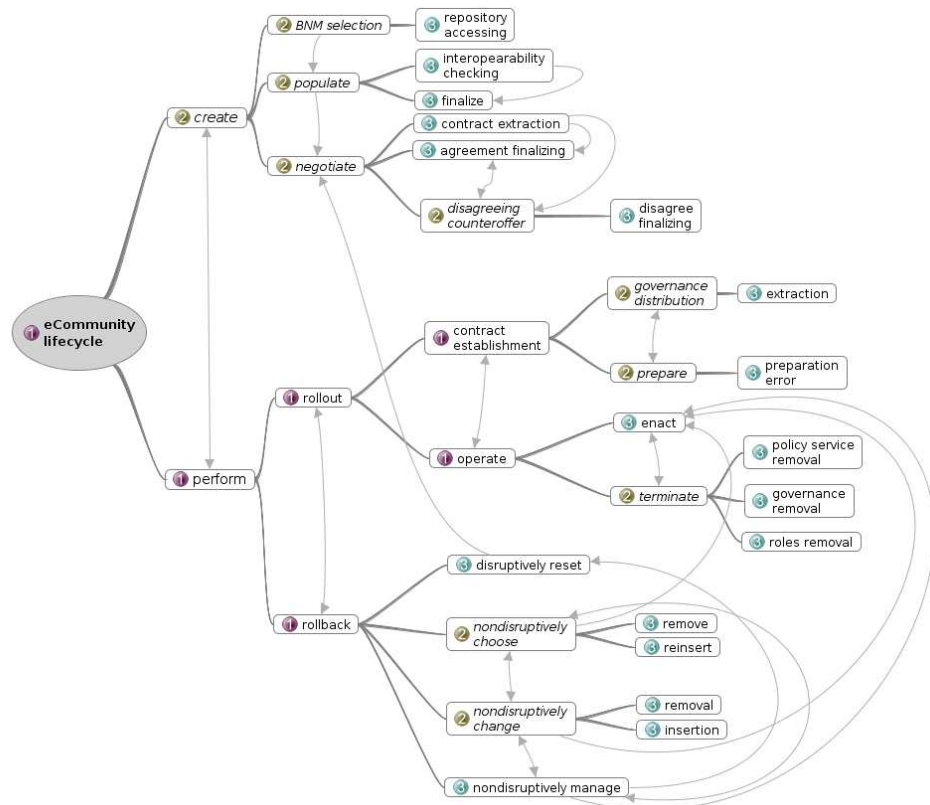 2 BNM selection
3 repository
accessing
3 interopearability
checking
2 populate
3 finalize
2 create
3 contract extraction
3 agreement finalizing
2 negotiate
2 disagreeing
counteroffer
3 disagree
finalizing
1 eCommunity
lifecycle
2 governance
distribution
3 extraction
1 contract
establishment
2 prepare
3 preparation
error
1 rollout
3 enact
1 operate
3 policy service
removal
2 terminate
3 governance
removal
3 roles removal
1 perform
3 disruptively reset
1 rollback
2 nondisruptively
choose
3 remove
3 reinsert
2 nondisruptively
change
3 removal
3 insertion
3 nondisruptively manage